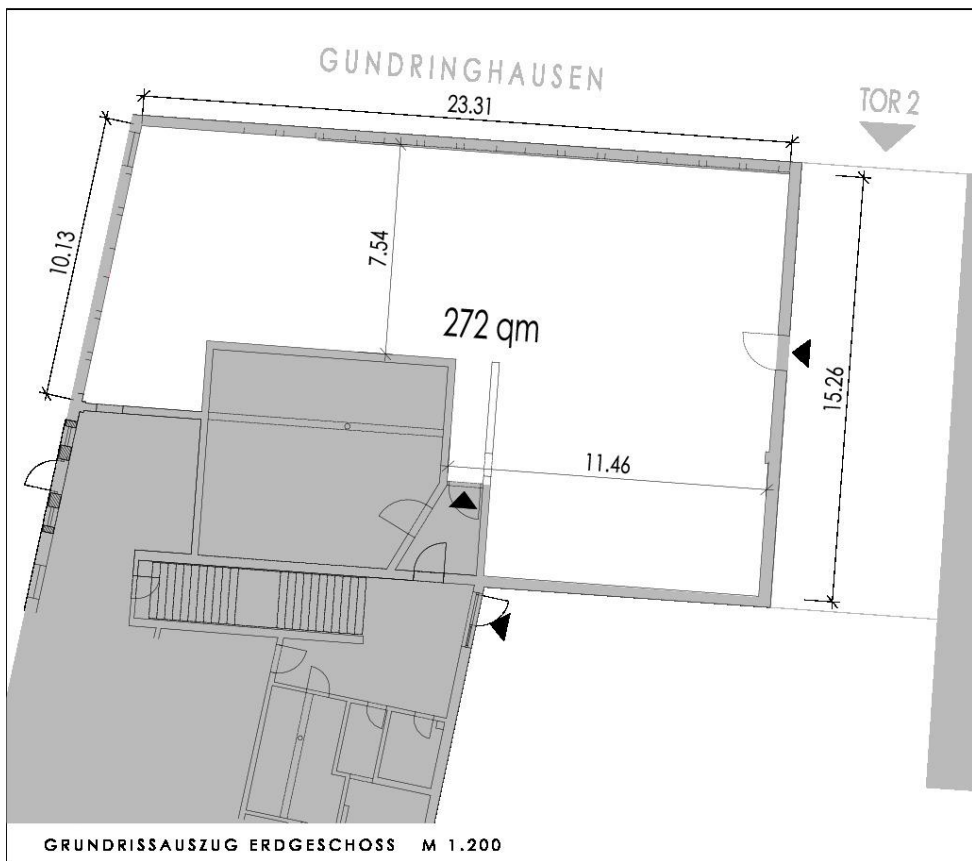 GUNDRINGHAUSEN
TOR 2
23.31
10.13
7.54
272 qm
15.26
11.46
GRUNDRISSAUSZUG ERDGESCHOSS M 1.200